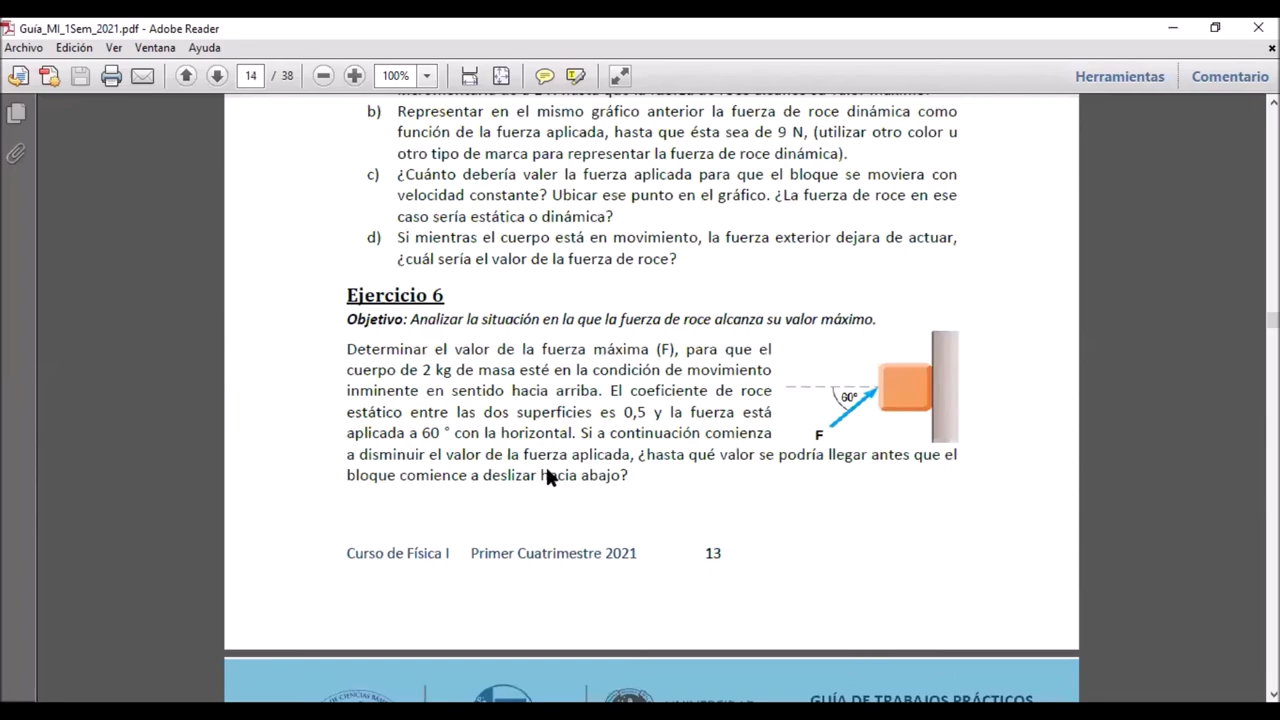 Guía_MI_1Sem_2021.pdf - Adobe Reader
Archivo Edición Ver Ventana Ayuda
14 / 38 100% Herramientas Comentario
b) Representar en el mismo gráfico anterior la fuerza de roce dinámica como
función de la fuerza aplicada, hasta que ésta sea de 9 N, (utilizar otro color u
otro tipo de marca para representar la fuerza de roce dinámica).
c) ¿Cuánto debería valer la fuerza aplicada para que el bloque se moviera con
velocidad constante? Ubicar ese punto en el gráfico. ¿La fuerza de roce en ese
caso sería estática o dinámica?
d) Si mientras el cuerpo está en movimiento, la fuerza exterior dejara de actuar,
¿cuál sería el valor de la fuerza de roce?
Ejercicio 6
Objetivo: Analizar la situación en la que la fuerza de roce alcanza su valor máximo.
Determinar el valor de la fuerza máxima (F), para que el
cuerpo de 2 kg de masa esté en la condición de movimiento
inminente en sentido hacia arriba. El coeficiente de roce
estático entre las dos superficies es 0,5 y la fuerza está
aplicada a 60 ° con la horizontal. Si a continuación comienza
a disminuir el valor de la fuerza aplicada, ¿hasta qué valor se podría llegar antes que el
bloque comience a deslizar hacia abajo?
60°
F
Curso de Física I Primer Cuatrimestre 2021 13
GUÍA DE TRABAJOS PRÁCTICOS